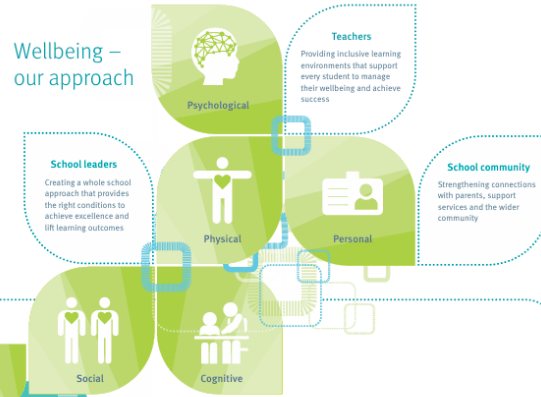 Wellbeing –
our approach
Psychological
Teachers
Providing inclusive learning
environments that support
every student to manage
their wellbeing and achieve
success
School leaders
Creating a whole school
approach that provides
the right conditions to
achieve excellence and
lift learning outcomes
Physical
Personal
School community
Strengthening connections
with parents, support
services and the wider
community
Social
Cognitive